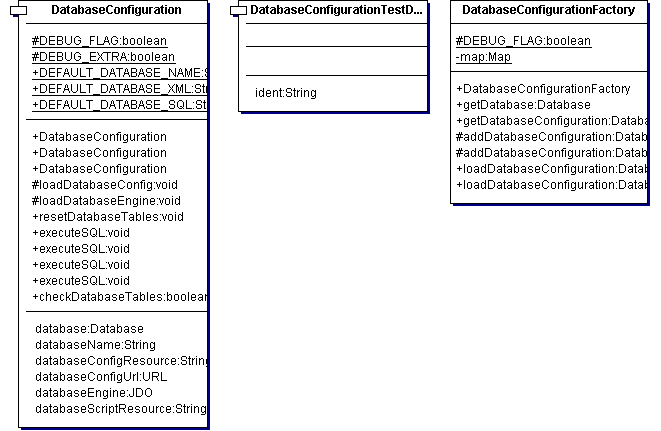 DatabaseConfiguration
#DEBUG_FLAG:boolean
#DEBUG_EXTRA:boolean
+DEFAULT_DATABASE_NAME:S
+DEFAULT_DATABASE_XML:Str
+DEFAULT_DATABASE_SQL:St
+DatabaseConfiguration
+DatabaseConfiguration
+DatabaseConfiguration
#loadDatabaseConfig:void
#loadDatabaseEngine:void
+resetDatabaseTables:void
+executeSQL:void
+executeSQL:void
+executeSQL:void
+executeSQL:void
+checkDatabaseTables:boolean
database:Database
databaseName:String
databaseConfigResource:String
databaseConfigUrl:URL
databaseEngine:JDO
databaseScriptResource:String
DatabaseConfigurationTestD...
ident:String
DatabaseConfigurationFactory
#DEBUG_FLAG:boolean
-map:Map
+DatabaseConfigurationFactory
+getDatabase:Database
+getDatabaseConfiguration:Databa
#addDatabaseConfiguration:Datab
#addDatabaseConfiguration:Datab
+loadDatabaseConfiguration:Datab
+loadDatabaseConfiguration:Datab